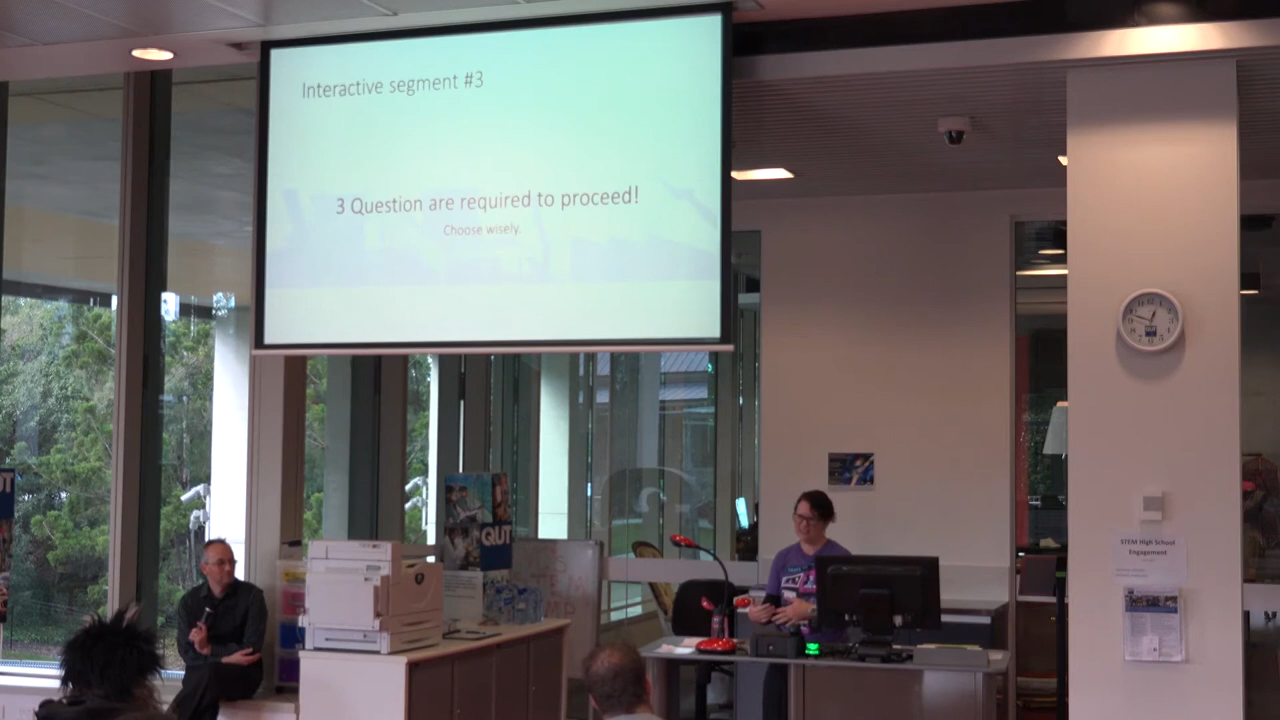 Interactive segment #3
3 Question are required to proceed!
Choose wisely.
QUT
STEM High School
Engagement